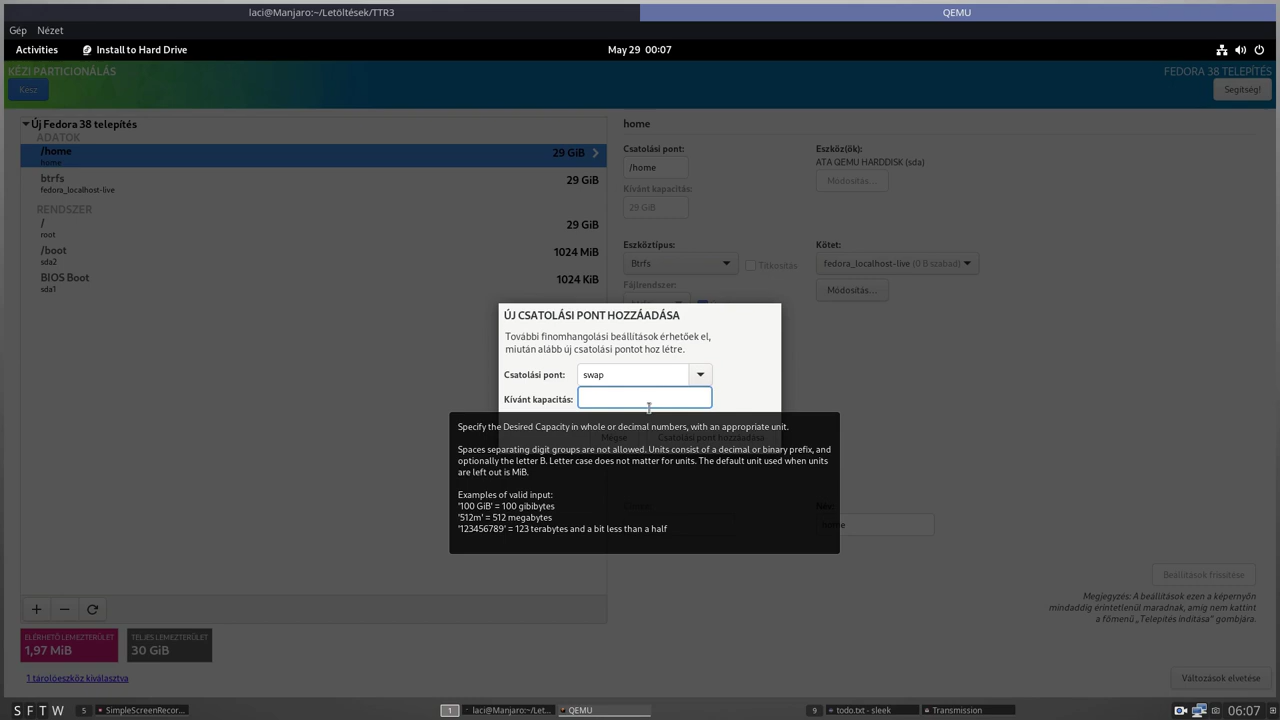 laci@Manjaro:~/Letöltések/TTR3
QEMU
Gép Nézet
Activities
Install to Hard Drive
May 29 00:07
KÉZI PARTICIONÁLÁS
FEDORA 38 TELEPÍTÉS
Kész
Segítség!
Új Fedora 38 telepítés
ADATOK
/home
29 GiB
home
btrfs
29 GiB
fedora_localhost-live
RENDSZER
/
29 GiB
root
/boot
1024 MiB
sda2
BIOS Boot
1024 KiB
sda1
home
Csatolási pont:
Eszköz(ök):
/home
ATA QEMU HARDDISK (sda)
Módosítás…
Kívánt kapacitás:
29 GiB
Eszköztípus:
Kötet:
Btrfs
Titkosítás
fedora_localhost-live (0 B szabad)
Fájlrendszer:
Módosítás…
ÚJ CSATOLÁSI PONT HOZZÁADÁSA
További finomhangolási beállítások érhetőek el,
miután alább új csatolási pontot hoz létre.
Csatolási pont:
swap
Kívánt kapacitás:
Mégse
Csatolási pont hozzáadása
Specify the Desired Capacity in whole or decimal numbers, with an appropriate unit.
Spaces separating digit groups are not allowed. Units consist of a decimal or binary prefix, and
optionally the letter B. Letter case does not matter for units. The default unit used when units
are left out is MiB.
Examples of valid input:
'100 GiB' = 100 gibibytes
'512m' = 512 megabytes
'123456789' = 123 terabytes and a bit less than a half
home
Beállítások frissítése
Megjegyzés: A beállítások ezen a képernyőn
mindaddig érintetlenül maradnak, amíg nem kattint
a főmenü „Telepítés indítása” gombjára.
ELÉRHETŐ LEMEZTERÜLET
1,97 MiB
TELJES LEMEZTERÜLET
30 GiB
1 tárolóeszköz kiválasztva
Változások elvetése
S F T W
5
SimpleScreenRecor...
1
laci@Manjaro:~/Let...
QEMU
9
todo.txt - sleek
Transmission
06:07